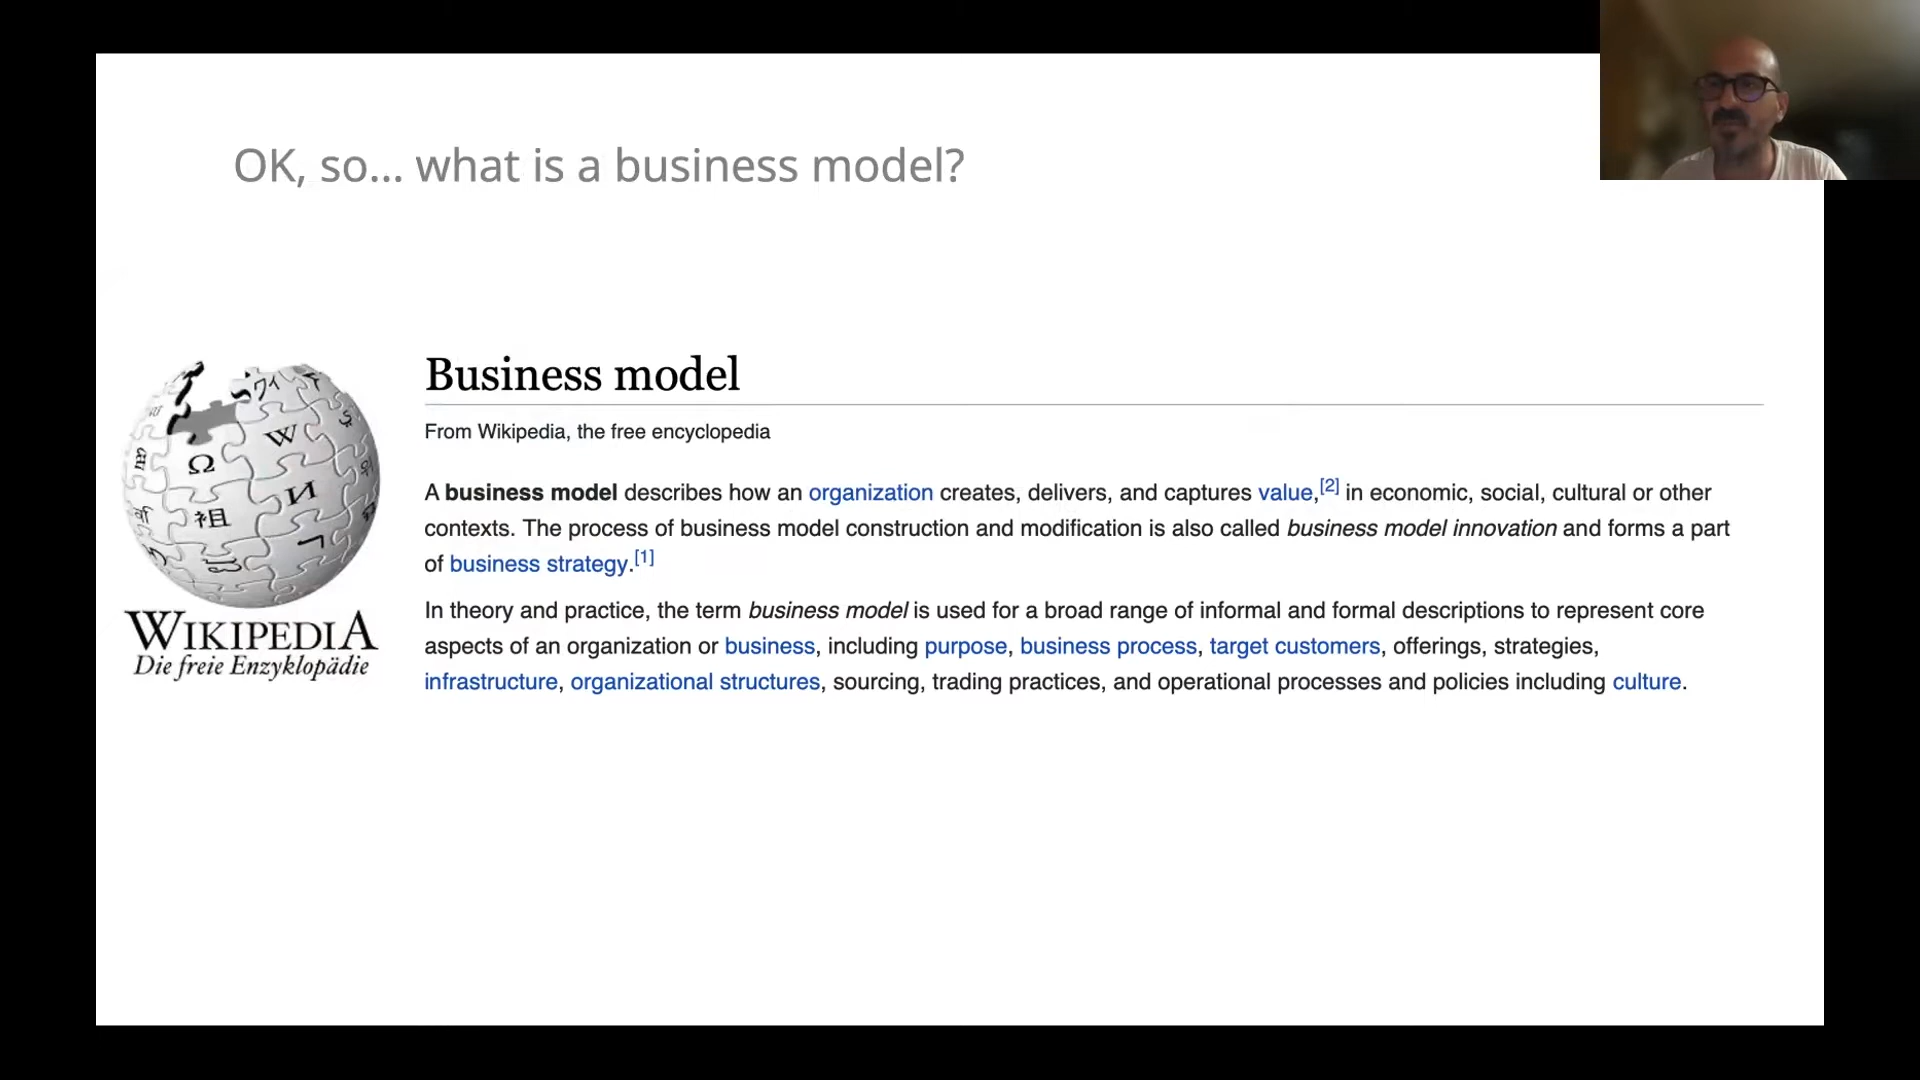 OK, so... what is a business model?
Business model
From Wikipedia, the free encyclopedia
A business model describes how an organization creates, delivers, and captures value,[2] in economic, social, cultural or other
contexts. The process of business model construction and modification is also called business model innovation and forms a part
of business strategy.[1]
In theory and practice, the term business model is used for a broad range of informal and formal descriptions to represent core
aspects of an organization or business, including purpose, business process, target customers, offerings, strategies,
infrastructure, organizational structures, sourcing, trading practices, and operational processes and policies including culture.
Ω
W
И
祖
WIKIPEDIA
Die freie Enzyklopädie